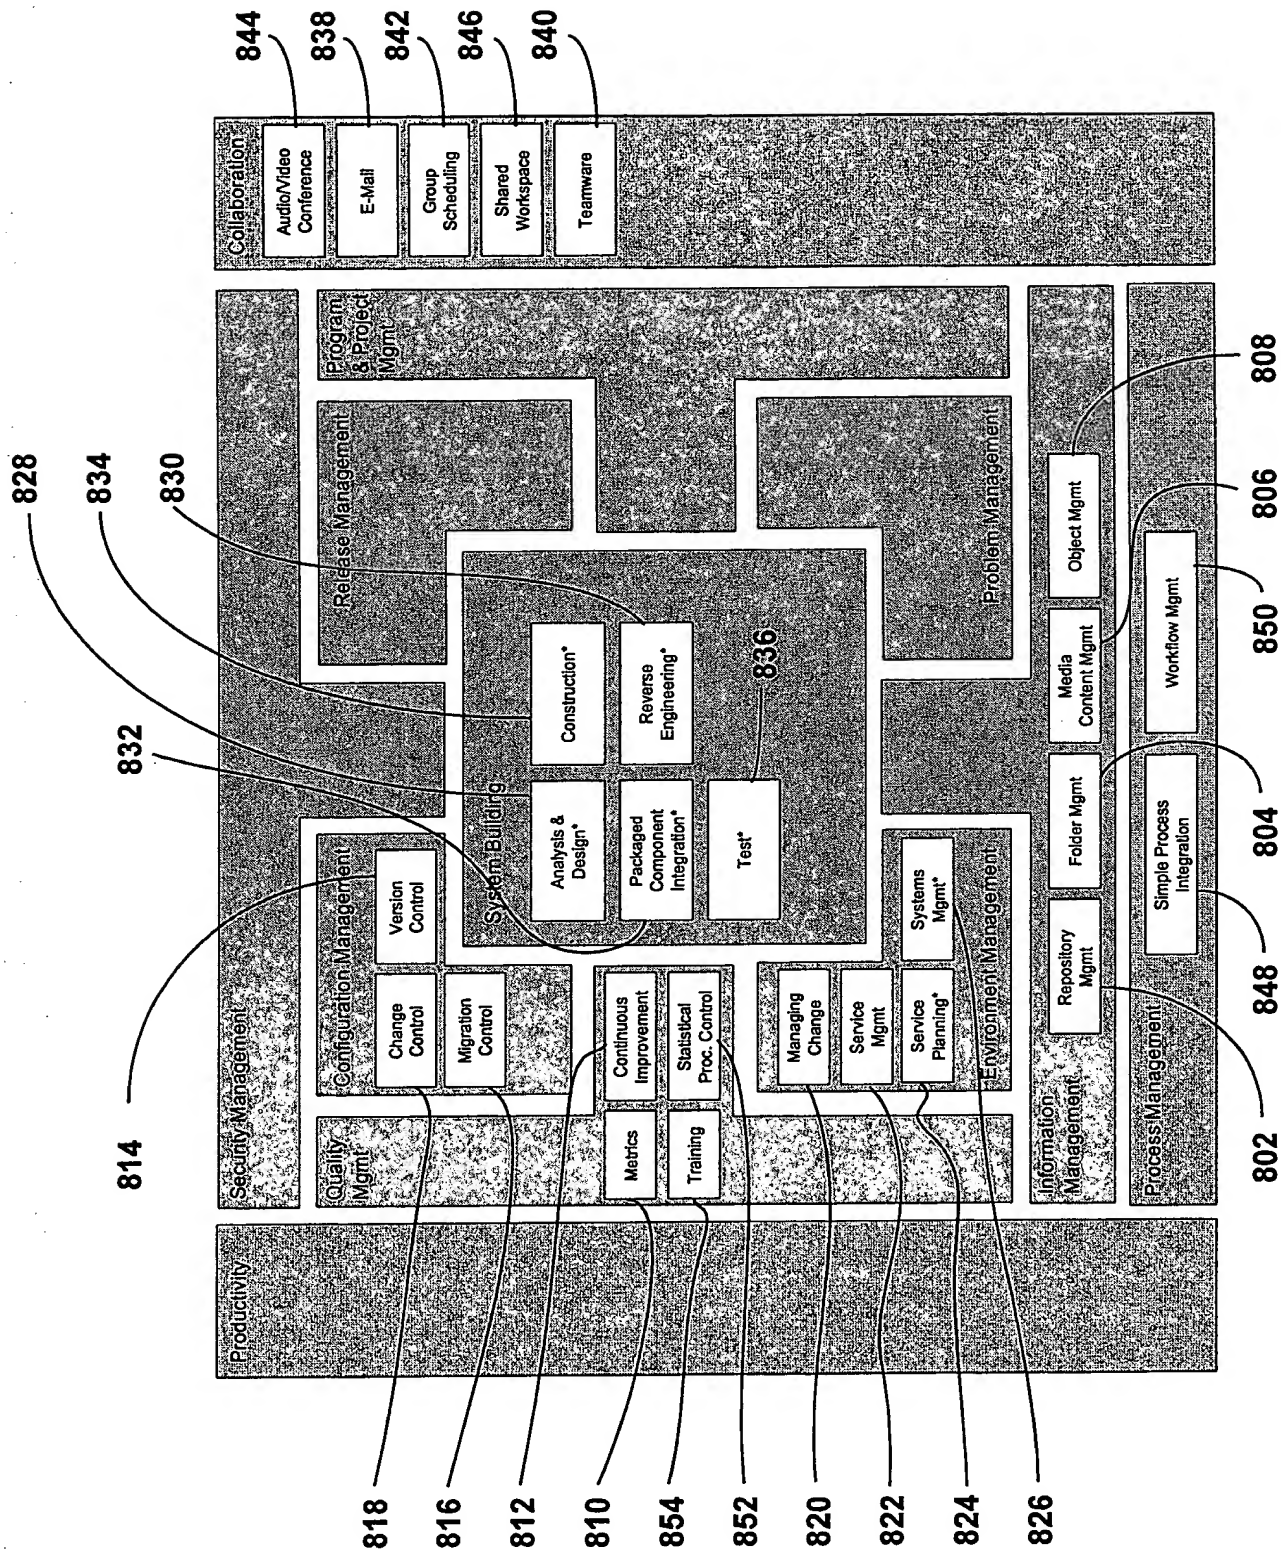 844
838
842
846
840
828
834
830
832
814
Collaboration
Audio/Video
Conference
E-Mail
Group
Scheduling
Shared
Workspace
Teamware
Security Management
Program
& Project
Mgmt
Release Management
Configuration Management
Version
Control
Change
Control
Migration
Control
System Building
Analysis &
Design*
Construction*
Packaged
Component
Integration*
Reverse
Engineering*
Test*
836
Quality
Mgmt
Metrics
Continuous
Improvement
Training
Statistical
Proc. Control
Problem Management
Environment Management
Managing
Change
Service
Mgmt
Service
Planning*
Systems
Mgmt*
Information
Management
Repository
Mgmt
Folder Mgmt
Media
Content Mgmt
Object Mgmt
Process Management
Simple Process
Integration
Workflow Mgmt
Productivity
818
816
812
810
854
852
820
822
824
826
802
848
804
850
806
808